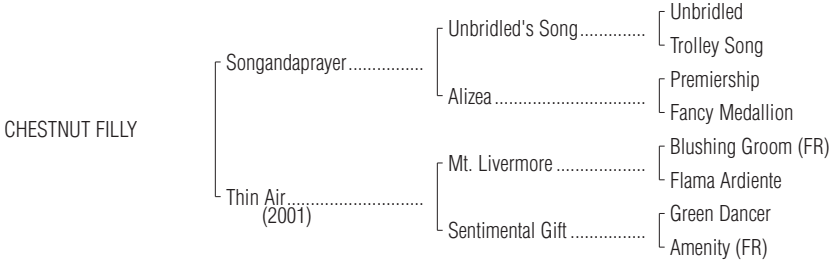 Unbridled
Unbridled's Song..............
Trolley Song
Songandaprayer................
Premiership
Alizea................................
Fancy Medallion
CHESTNUT FILLY
Blushing Groom (FR)
Mt. Livermore ...................
Flama Ardiente
Thin Air.............................
(2001)
Green Dancer
Sentimental Gift ................
Amenity (FR)